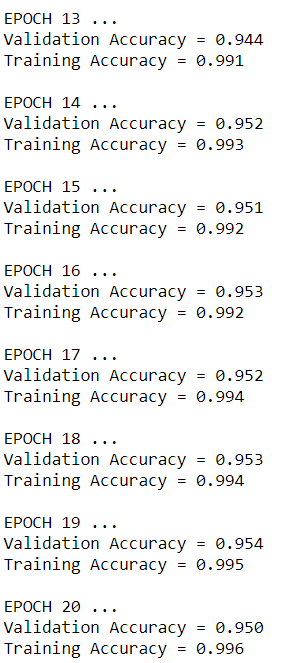 EPOCH 13 ...
Validation Accuracy = 0.944
Training Accuracy = 0.991
EPOCH 14 ...
Validation Accuracy = 0.952
Training Accuracy = 0.993
EPOCH 15 ...
Validation Accuracy = 0.951
Training Accuracy = 0.992
EPOCH 16 ...
Validation Accuracy = 0.953
Training Accuracy = 0.992
EPOCH 17 ...
Validation Accuracy = 0.952
Training Accuracy = 0.994
EPOCH 18 ...
Validation Accuracy = 0.953
Training Accuracy = 0.994
EPOCH 19 ...
Validation Accuracy = 0.954
Training Accuracy = 0.995
EPOCH 20 ...
Validation Accuracy = 0.950
Training Accuracy = 0.996